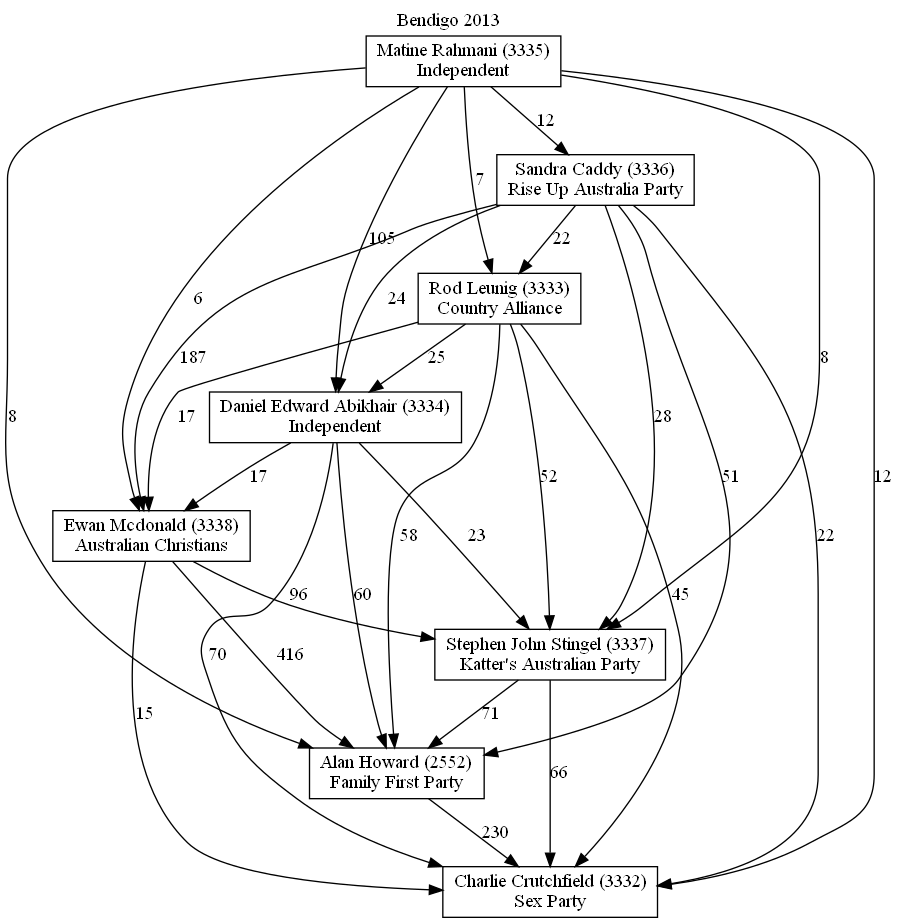 Bendigo 2013
Matine Rahmani (3335)
Independent
12
Sandra Caddy (3336)
Rise Up Australia Party
7
105
22
Rod Leunig (3333)
Country Alliance
6
24
187
25
8
Daniel Edward Abikhair (3334)
Independent
8
17
28
17
52
51
12
Ewan Mcdonald (3338)
Australian Christians
58
23
22
96
60
45
Stephen John Stingel (3337)
Katter's Australian Party
70
416
15
71
Alan Howard (2552)
Family First Party
66
230
Charlie Crutchfield (3332)
Sex Party